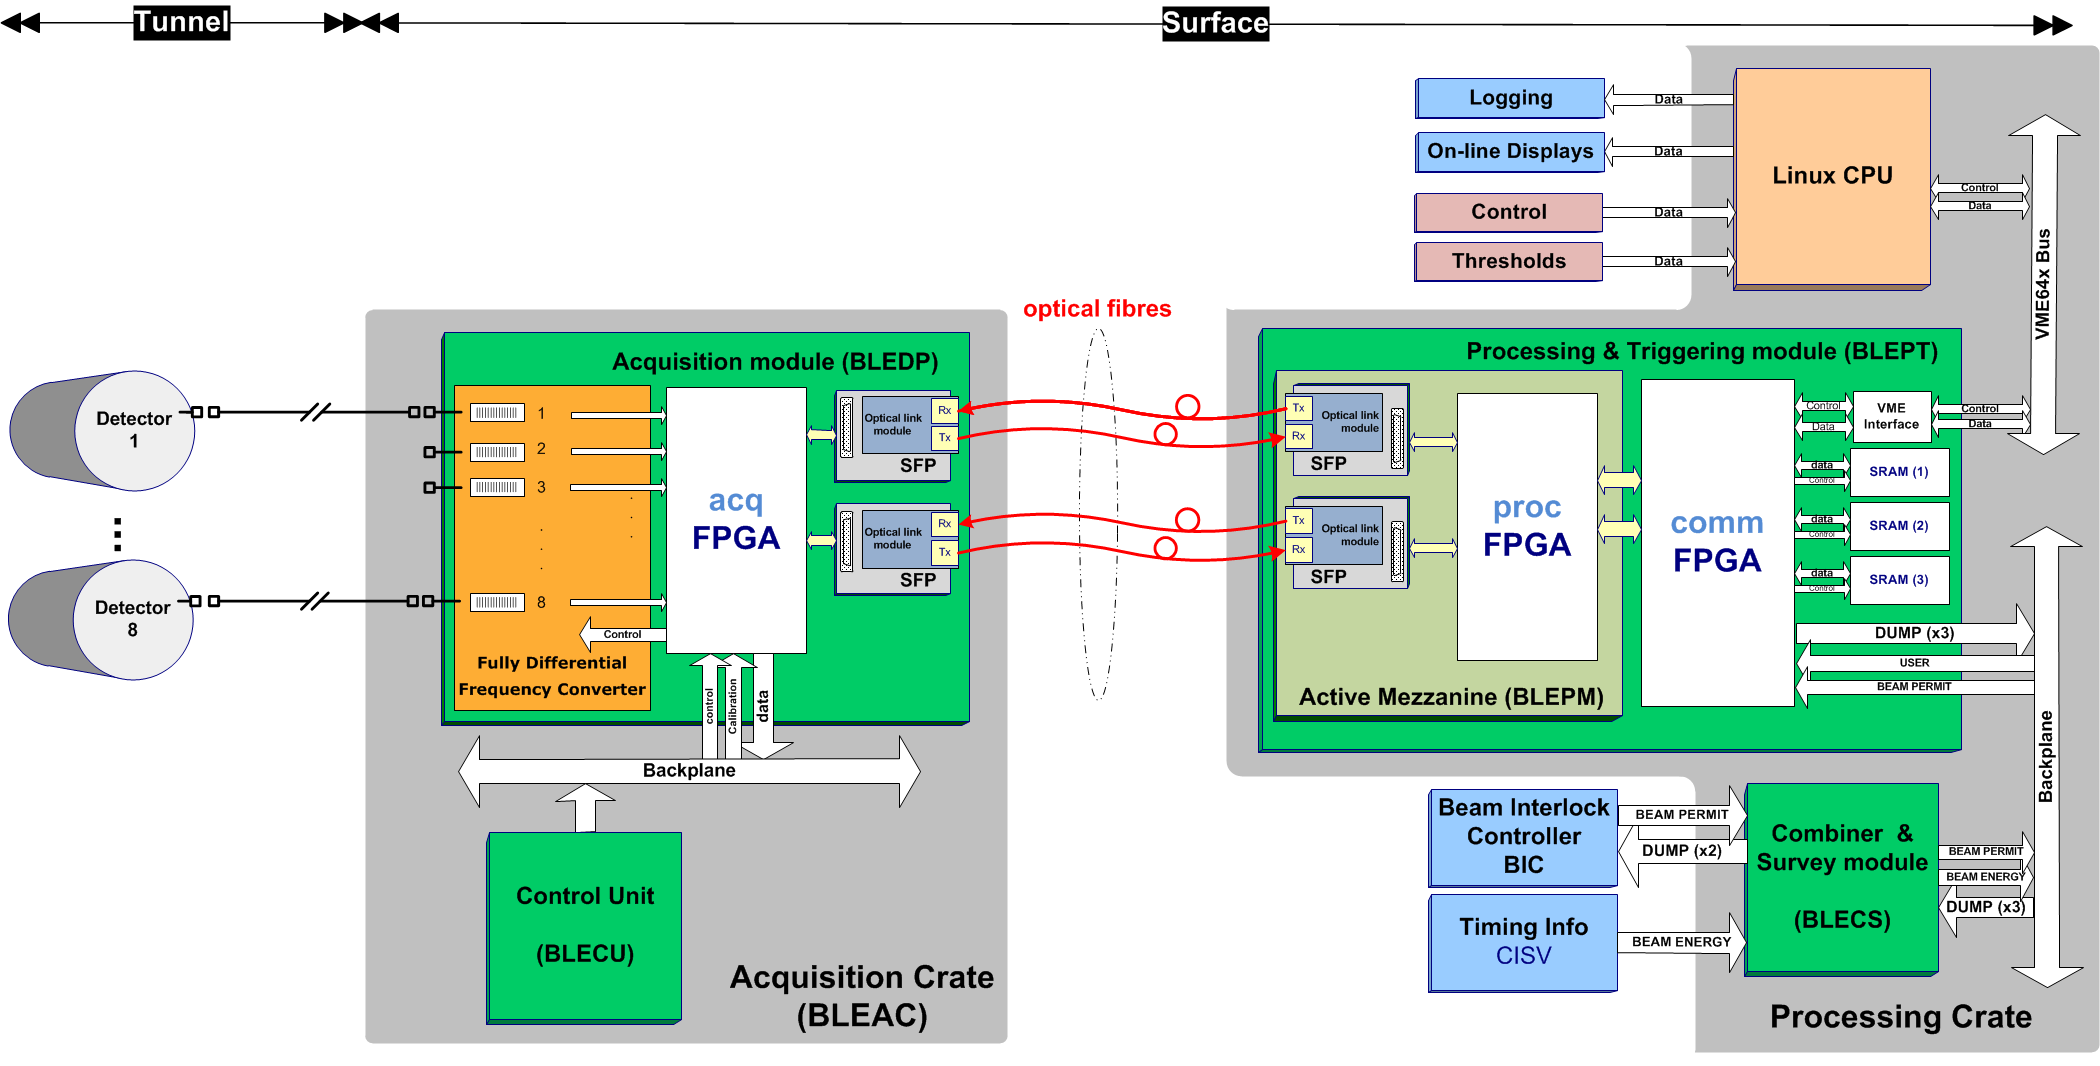 Tunnel
Surface
Logging
Data
On-line Displays
Data
Control
Data
Thresholds
Data
Linux CPU
Control
Data
VME64x Bus
optical fibres
Detector
1
Detector
8
Acquisition module (BLEDP)
1
2
3
8
Control
Fully Differential
Frequency Converter
acq
FPGA
Optical link
module
Rx
Tx
SFP
Optical link
module
Rx
Tx
SFP
control
Calibration
data
Backplane
Control Unit
(BLECU)
Acquisition Crate
(BLEAC)
Processing & Triggering module (BLEPT)
Tx
Rx
Optical link
module
SFP
Tx
Rx
Optical link
module
SFP
proc
FPGA
Active Mezzanine (BLEPM)
comm
FPGA
Control
Data
VME
Interface
Control
Data
data
Control
SRAM (1)
data
Control
SRAM (2)
data
Control
SRAM (3)
DUMP (x3)
USER
BEAM PERMIT
Backplane
Beam Interlock
Controller
BIC
BEAM PERMIT
DUMP (x2)
Timing Info
CISV
BEAM ENERGY
Combiner &
Survey module
(BLECS)
BEAM PERMIT
BEAM ENERGY
DUMP (x3)
Processing Crate